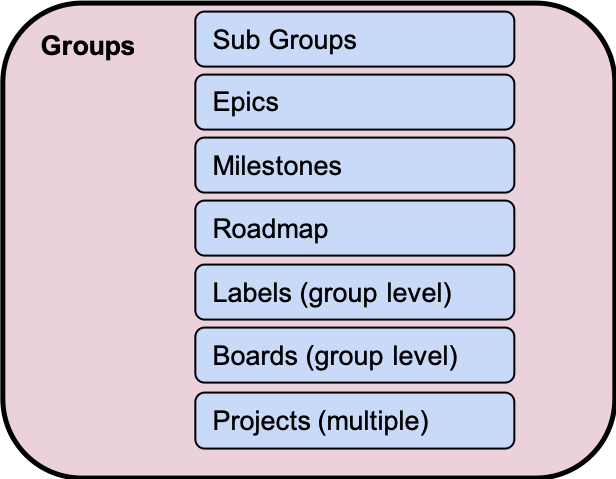 Groups
Sub Groups
Epics
Milestones
Roadmap
Labels (group level)
Boards (group level)
Projects (multiple)